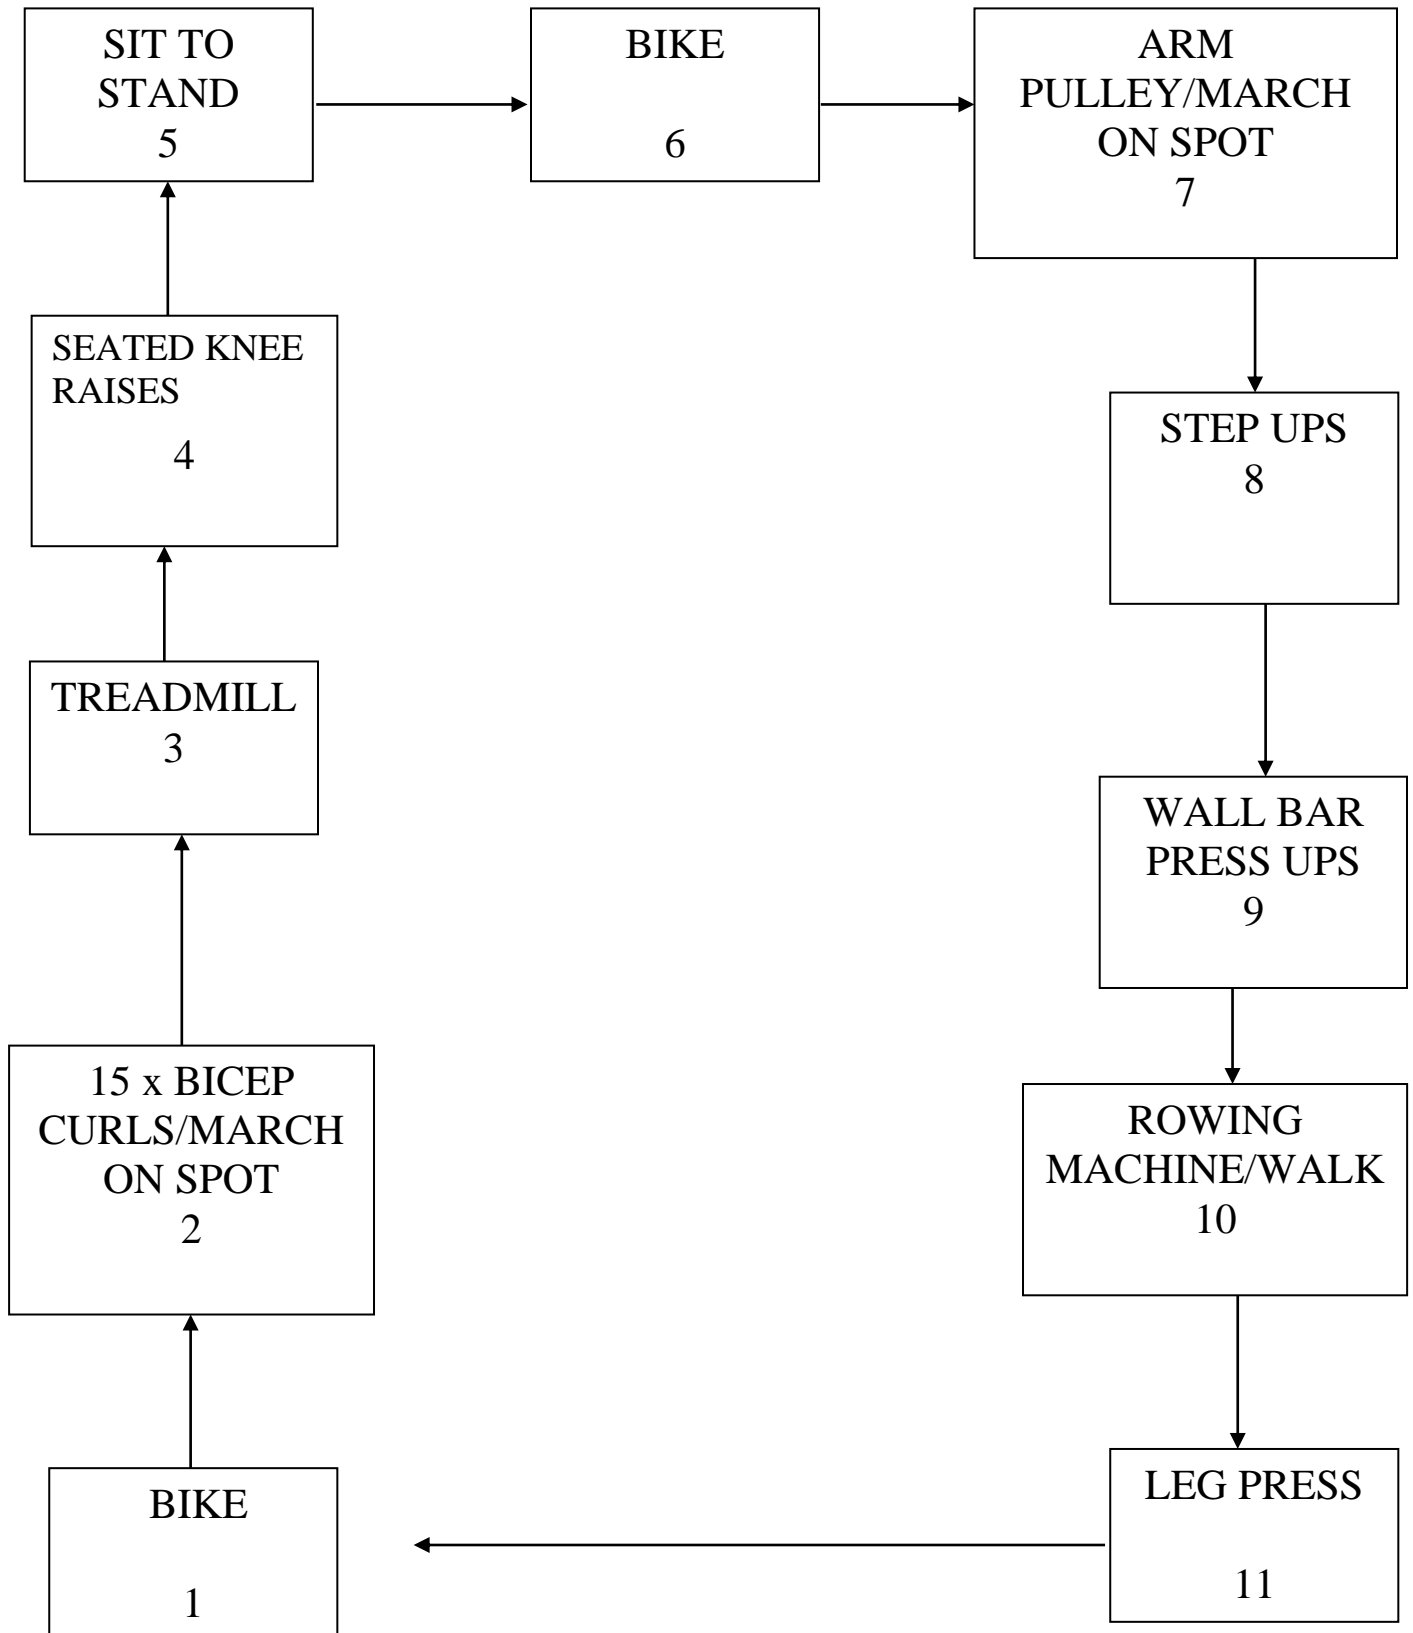 SIT TO
STAND
5
BIKE
6
ARM
PULLEY/MARCH
ON SPOT
7
SEATED KNEE
RAISES
4
STEP UPS
8
TREADMILL
3
WALL BAR
PRESS UPS
9
15 x BICEP
CURLS/MARCH
ON SPOT
2
ROWING
MACHINE/WALK
10
BIKE
1
LEG PRESS
11